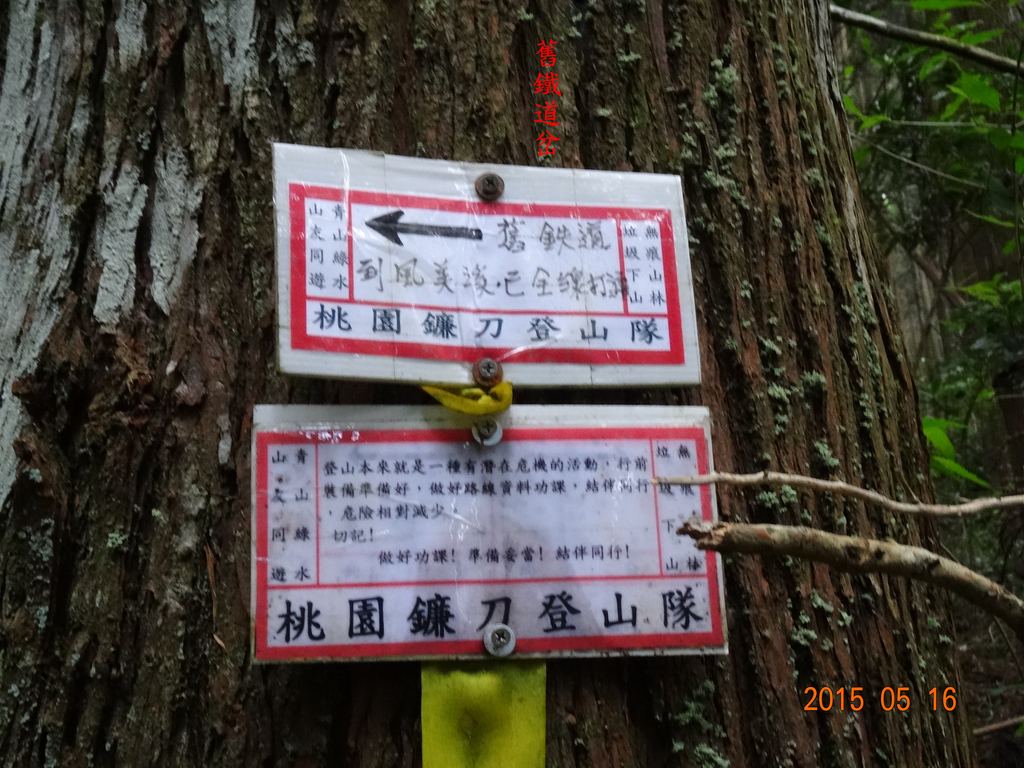 舊鐵道岔
青山綠水
山友同遊
← 舊鉄道
到風美溪.已全線打通
無痕山林
垃圾下山
桃園鐮刀登山隊
青山綠水
山友同遊
登山本來就是一種有潛在危機的活動，行前
裝備準備好，做好路線資料功課，結伴同行
，危險相對減少。
切記！
做好功課！準備妥當！結伴同行！
無痕山林
垃圾下山
桃園鐮刀登山隊
2015 05 16